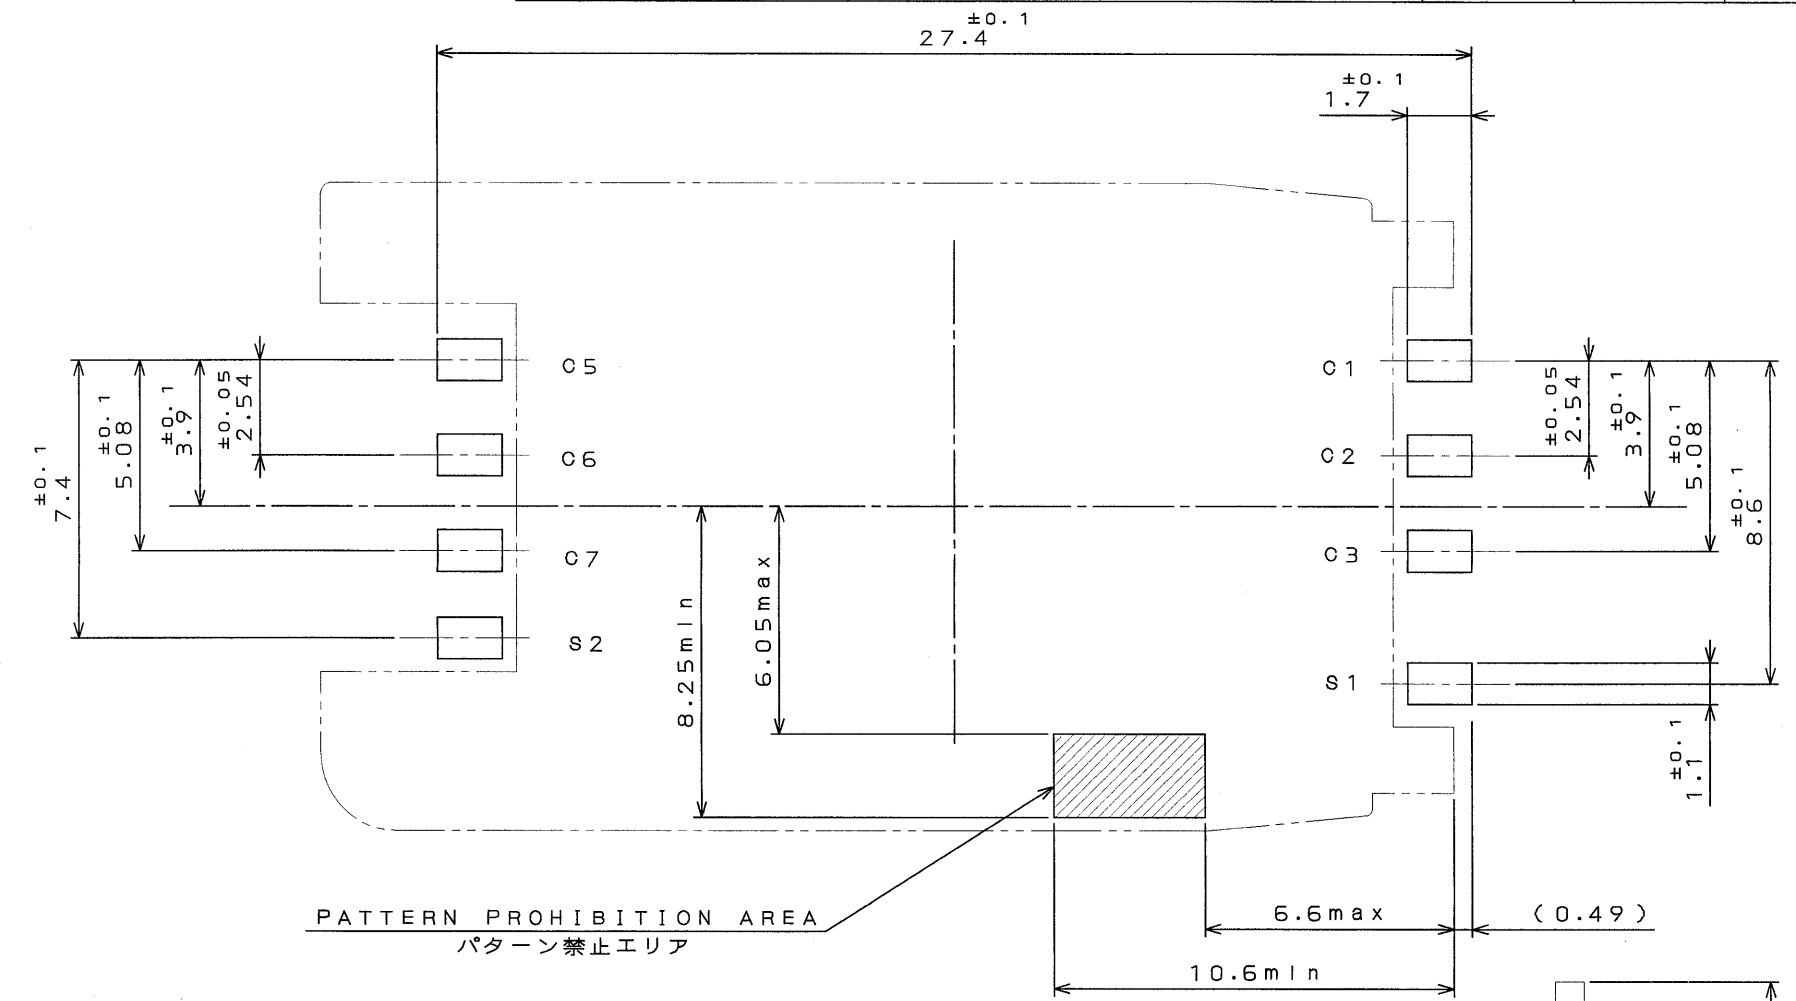 ±0.1
27.4
±0.1
1.7
C5
C1
±0.05
2.54
±0.1
3.9
±0.1
5.08
±0.1
7.4
±0.05
2.54
±0.1
3.9
±0.1
5.08
±0.1
8.6
C6
C2
C7
C3
S2
S1
8.25min
6.05max
±0.1
1.1
PATTERN PROHIBITION AREA
パターン禁止エリア
6.6max
(0.49)
10.6min